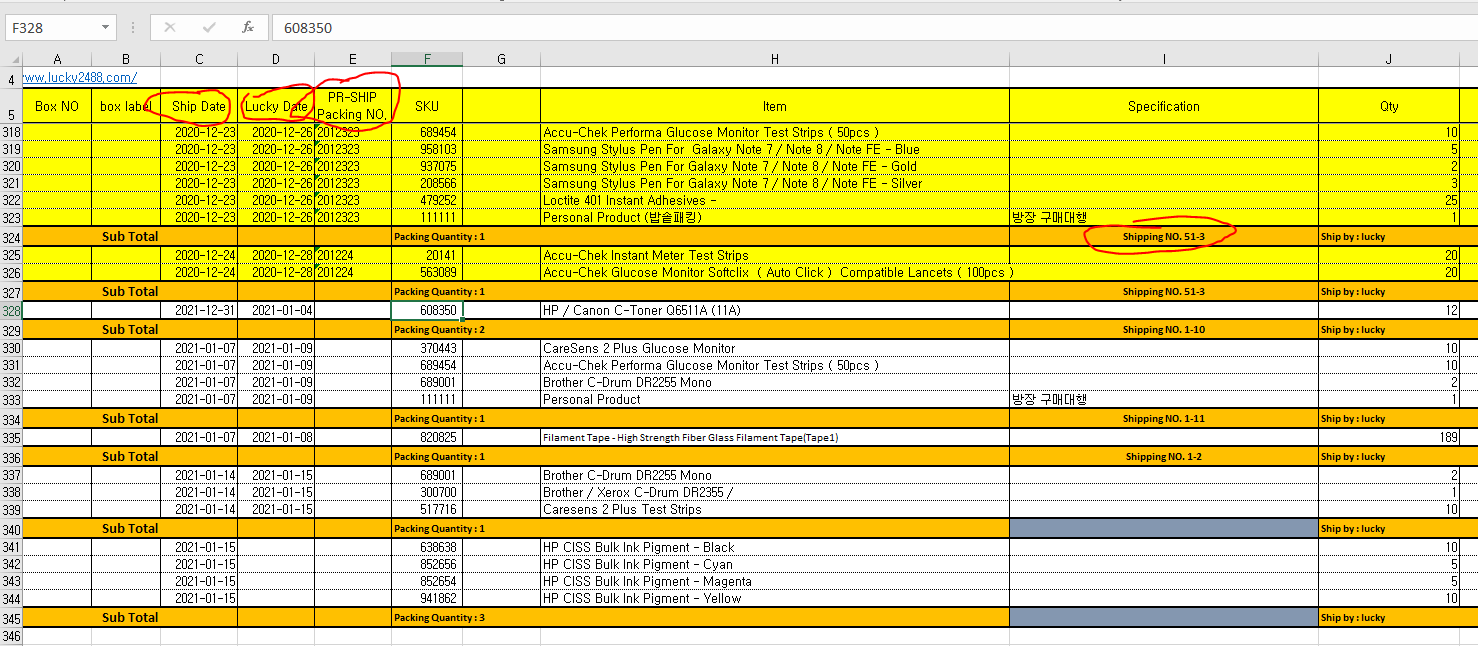 F328 608350
A B C D E F G H I J
4 www.lucky2488.com/
5 Box NO box label Ship Date Lucky Date PR-SHIP Packing NO. SKU Item Specification Qty
318 2020-12-23 2020-12-26 2012323 689454 Accu-Chek Performa Glucose Monitor Test Strips ( 50pcs ) 10
319 2020-12-23 2020-12-26 2012323 958103 Samsung Stylus Pen For Galaxy Note 7 / Note 8 / Note FE - Blue 5
320 2020-12-23 2020-12-26 2012323 937075 Samsung Stylus Pen For Galaxy Note 7 / Note 8 / Note FE - Gold 2
321 2020-12-23 2020-12-26 2012323 208566 Samsung Stylus Pen For Galaxy Note 7 / Note 8 / Note FE - Silver 3
322 2020-12-23 2020-12-26 2012323 479252 Loctite 401 Instant Adhesives - 25
323 2020-12-23 2020-12-26 2012323 111111 Personal Product (밥솥패킹) 방장 구매대행 1
324 Sub Total Packing Quantity : 1 Shipping NO. 51-3 Ship by : lucky
325 2020-12-24 2020-12-28 201224 20141 Accu-Chek Instant Meter Test Strips 20
326 2020-12-24 2020-12-28 201224 563089 Accu-Chek Glucose Monitor Softclix ( Auto Click ) Compatible Lancets ( 100pcs ) 20
327 Sub Total Packing Quantity : 1 Shipping NO. 51-3 Ship by : lucky
328 2021-12-31 2021-01-04 608350 HP / Canon C-Toner Q6511A (11A) 12
329 Sub Total Packing Quantity : 2 Shipping NO. 1-10 Ship by : lucky
330 2021-01-07 2021-01-09 370443 CareSens 2 Plus Glucose Monitor 10
331 2021-01-07 2021-01-09 689454 Accu-Chek Performa Glucose Monitor Test Strips ( 50pcs ) 10
332 2021-01-07 2021-01-09 689001 Brother C-Drum DR2255 Mono 2
333 2021-01-07 2021-01-09 111111 Personal Product 방장 구매대행 1
334 Sub Total Packing Quantity : 1 Shipping NO. 1-11 Ship by : lucky
335 2021-01-07 2021-01-08 820825 Filament Tape - High Strength Fiber Glass Filament Tape(Tape1) 189
336 Sub Total Packing Quantity : 1 Shipping NO. 1-2 Ship by : lucky
337 2021-01-14 2021-01-15 689001 Brother C-Drum DR2255 Mono 2
338 2021-01-14 2021-01-15 300700 Brother / Xerox C-Drum DR2355 / 1
339 2021-01-14 2021-01-15 517716 Caresens 2 Plus Test Strips 10
340 Sub Total Packing Quantity : 1 Ship by : lucky
341 2021-01-15 638638 HP CISS Bulk Ink Pigment - Black 10
342 2021-01-15 852656 HP CISS Bulk Ink Pigment - Cyan 5
343 2021-01-15 852654 HP CISS Bulk Ink Pigment - Magenta 5
344 2021-01-15 941862 HP CISS Bulk Ink Pigment - Yellow 10
345 Sub Total Packing Quantity : 3 Ship by : lucky
346